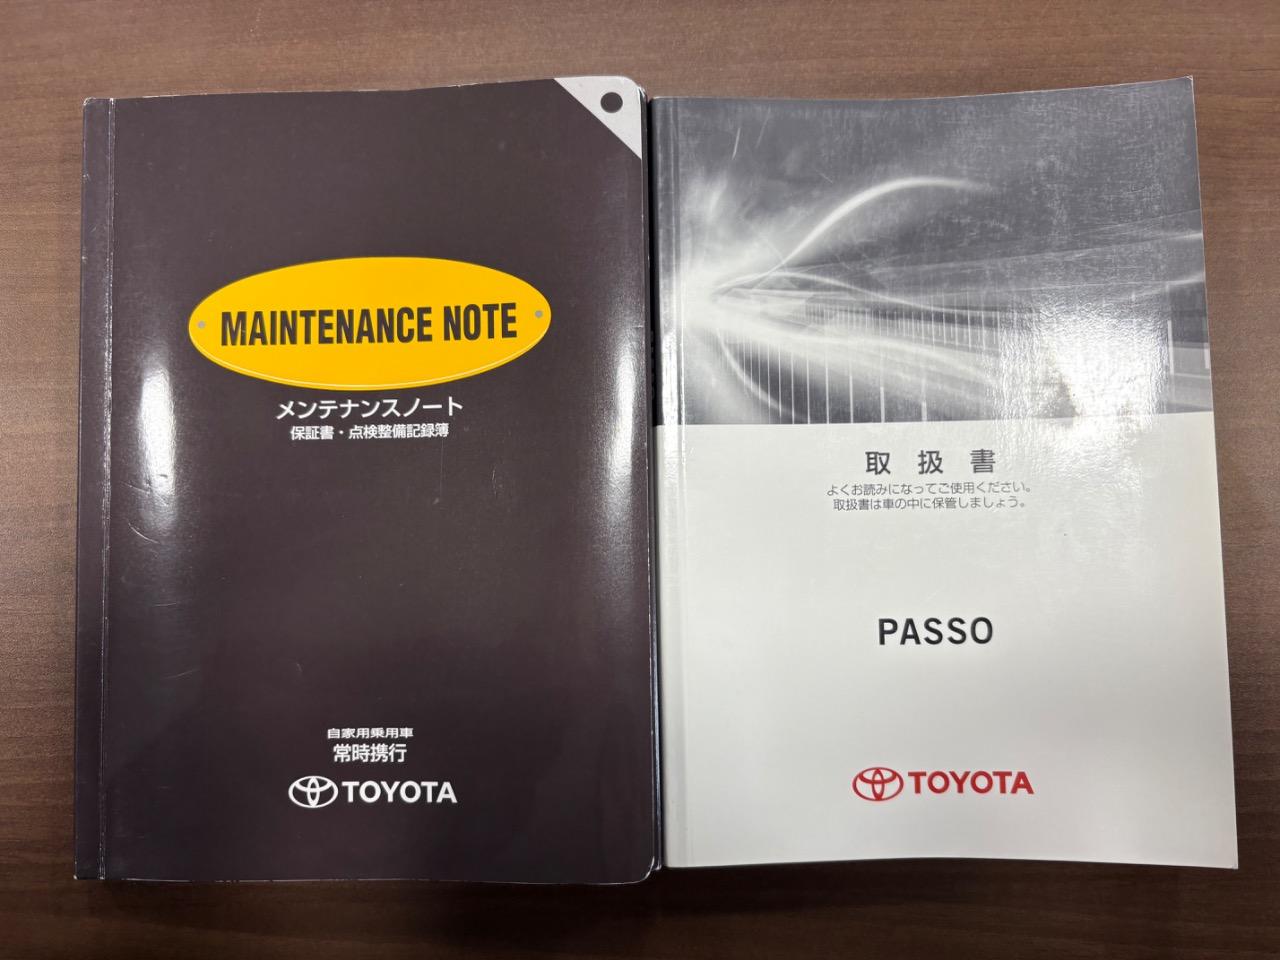 MAINTENANCE NOTE
メンテナンスノート
保証書・点検整備記録簿
自家用乗用車
常時携行
TOYOTA
取扱書
よくお読みになってご使用ください。
取扱書は車の中に保管しましょう。
PASSO
TOYOTA